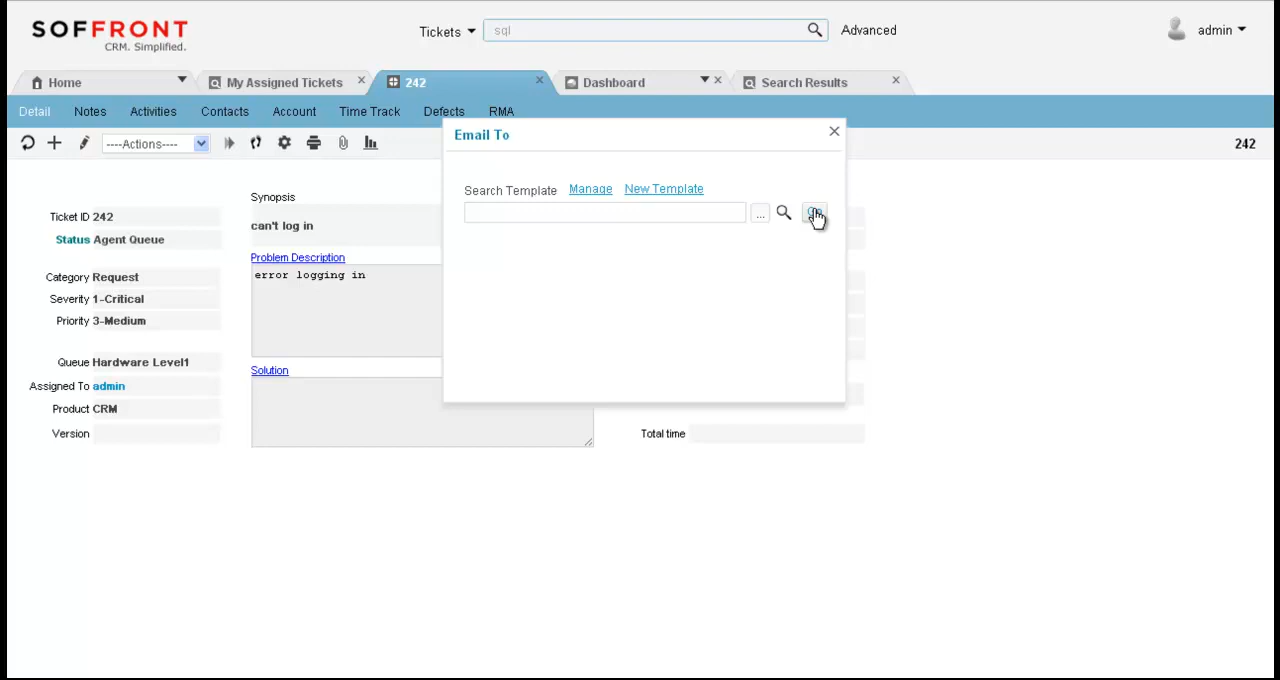 SOFFRONT
CRM. Simplified.
Tickets sql Advanced admin
Home My Assigned Tickets 242 Dashboard Search Results
Detail Notes Activities Contacts Account Time Track Defects RMA
----Actions---- 242
Email To
Search Template Manage New Template
...
Synopsis
Ticket ID 242
can't log in
Status Agent Queue
Problem Description
error logging in
Category Request
Severity 1-Critical
Priority 3-Medium
Queue Hardware Level1
Solution
Assigned To admin
Product CRM
Version
Total time